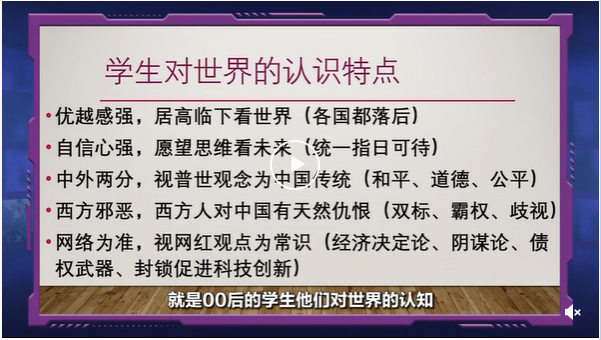 学生对世界的认识特点
•优越感强，居高临下看世界（各国都落后）
•自信心强，愿望思维看未来（统一指日可待）
•中外两分，视普世观念为中国传统（和平、道德、公平）
•西方邪恶，西方人对中国有天然仇恨（双标、霸权、歧视）
•网络为准，视网红观点为常识（经济决定论、阴谋论、债
权武器、封锁促进科技创新）
就是00后的学生他们对世界的认知